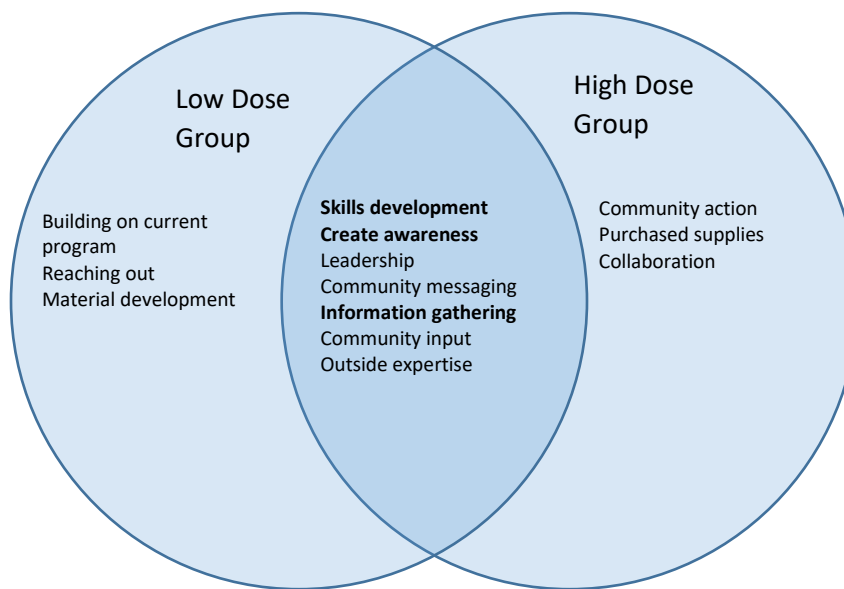 Low Dose
Group
High Dose
Group
Building on current
program
Reaching out
Material development
Skills development
Create awareness
Leadership
Community messaging
Information gathering
Community input
Outside expertise
Community action
Purchased supplies
Collaboration